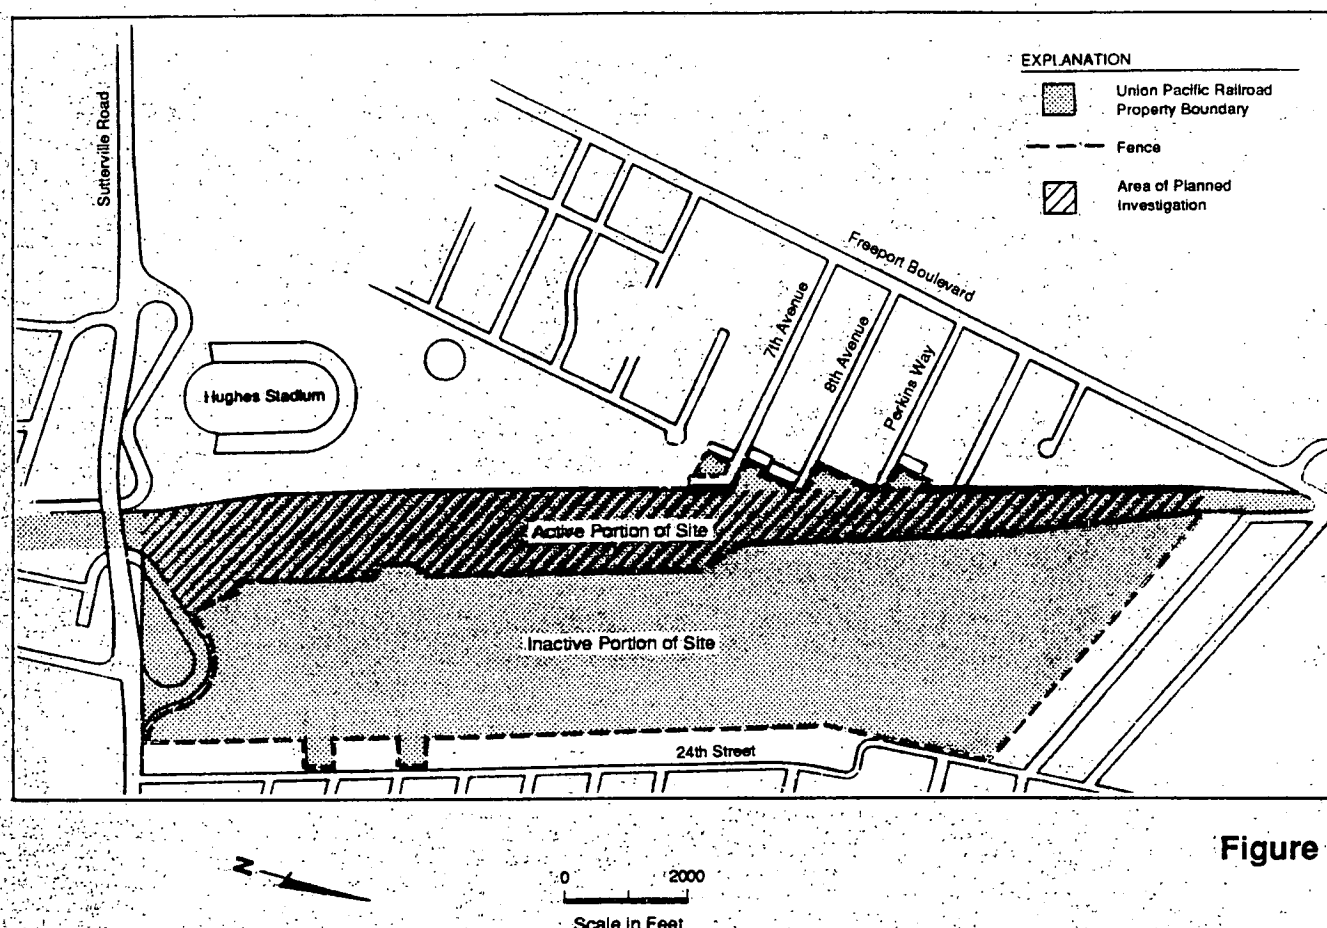 EXPLANATION
Union Pacific Railroad
Property Boundary
Fence
Area of Planned
Investigation
Sutterville Road
Freeport Boulevard
7th Avenue
8th Avenue
Perkins Way
Hughes Stadium
Active Portion of Site
Inactive Portion of Site
24th Street
Figure
N
0 2000
Scale in Feet